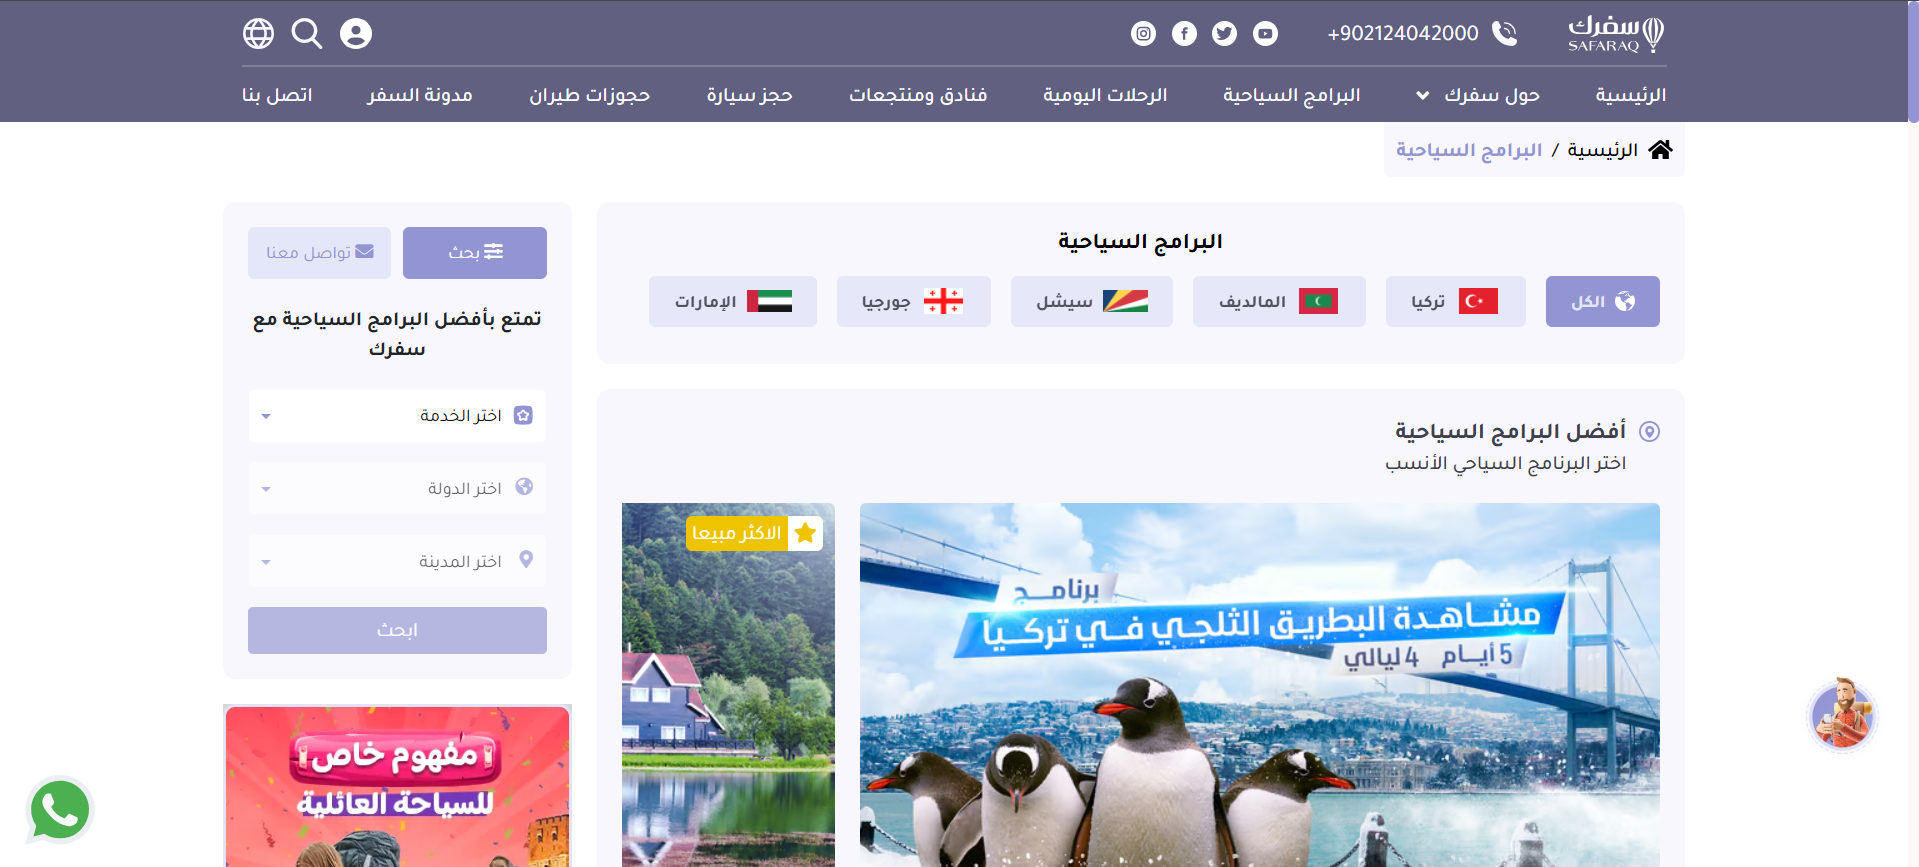 سفرك
SAFARAQ
+902124042000
الرئيسية
حول سفرك
البرامج السياحية
الرحلات اليومية
فنادق ومنتجعات
حجز سيارة
حجوزات طيران
مدونة السفر
اتصل بنا
الرئيسية / البرامج السياحية
البرامج السياحية
الكل
تركيا
المالديف
سيشل
جورجيا
الإمارات
أفضل البرامج السياحية
اختر البرنامج السياحي الأنسب
برنامج
مشاهدة البطريق الثلجي في تركيا
5 أيام 4 ليالي
الاكثر مبيعا
بحث
تواصل معنا
تمتع بأفضل البرامج السياحية مع
سفرك
اختر الخدمة
اختر الدولة
اختر المدينة
ابحث
مفهوم خاص
للسياحة العائلية